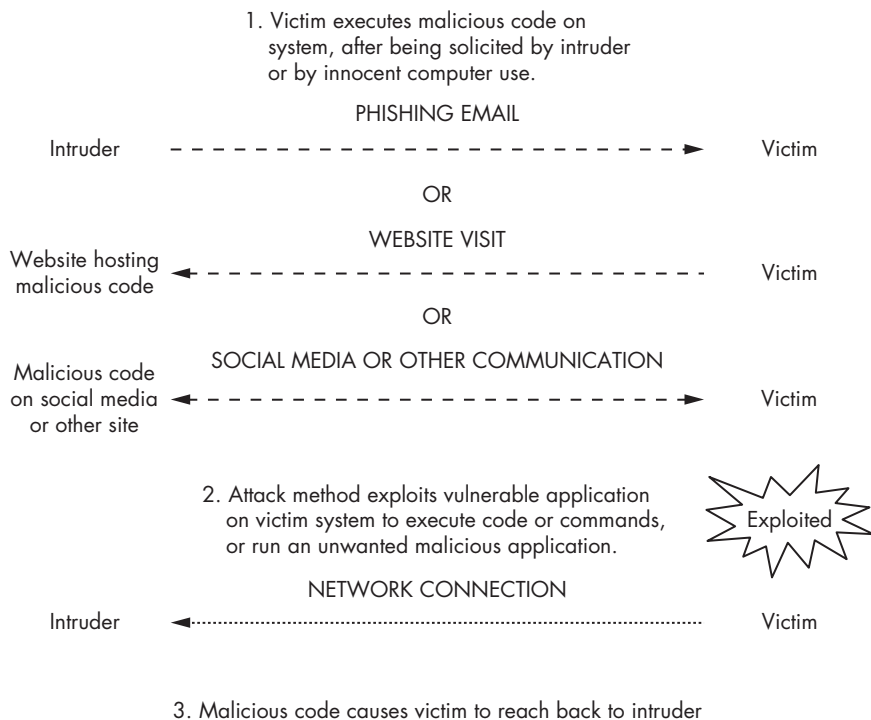 1. Victim executes malicious code on
system, after being solicited by intruder
or by innocent computer use.
PHISHING EMAIL
Intruder
Victim
OR
WEBSITE VISIT
Website hosting
malicious code
Victim
OR
SOCIAL MEDIA OR OTHER COMMUNICATION
Malicious code
on social media
or other site
Victim
2. Attack method exploits vulnerable application
on victim system to execute code or commands,
or run an unwanted malicious application.
Exploited
NETWORK CONNECTION
Intruder
Victim
3. Malicious code causes victim to reach back to intruder